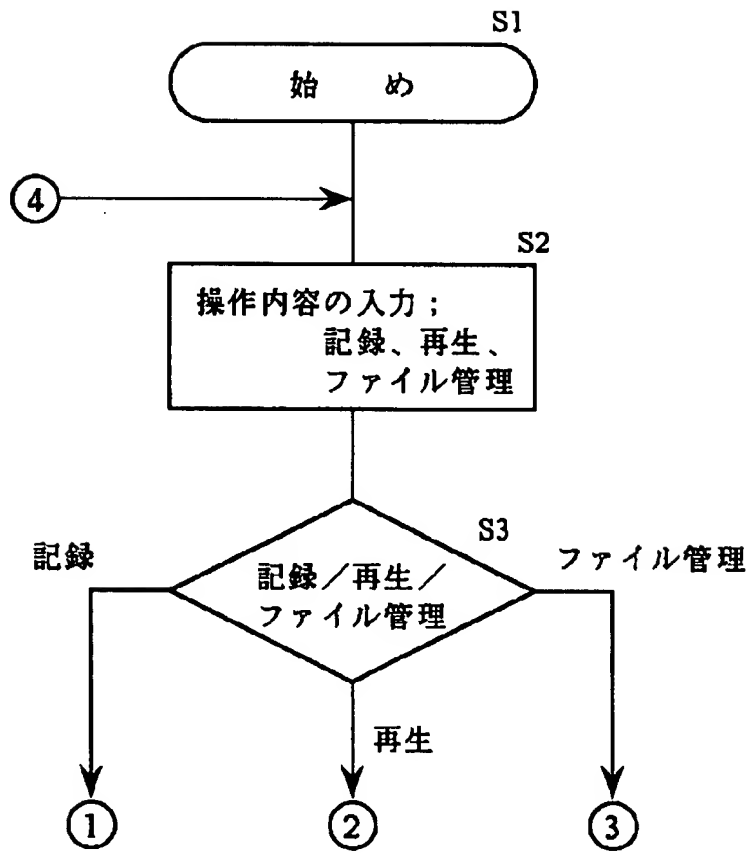 S1
始　め
④
S2
操作内容の入力；
記録、再生、
ファイル管理
S3
記録
ファイル管理
記録／再生／
ファイル管理
再生
①
②
③